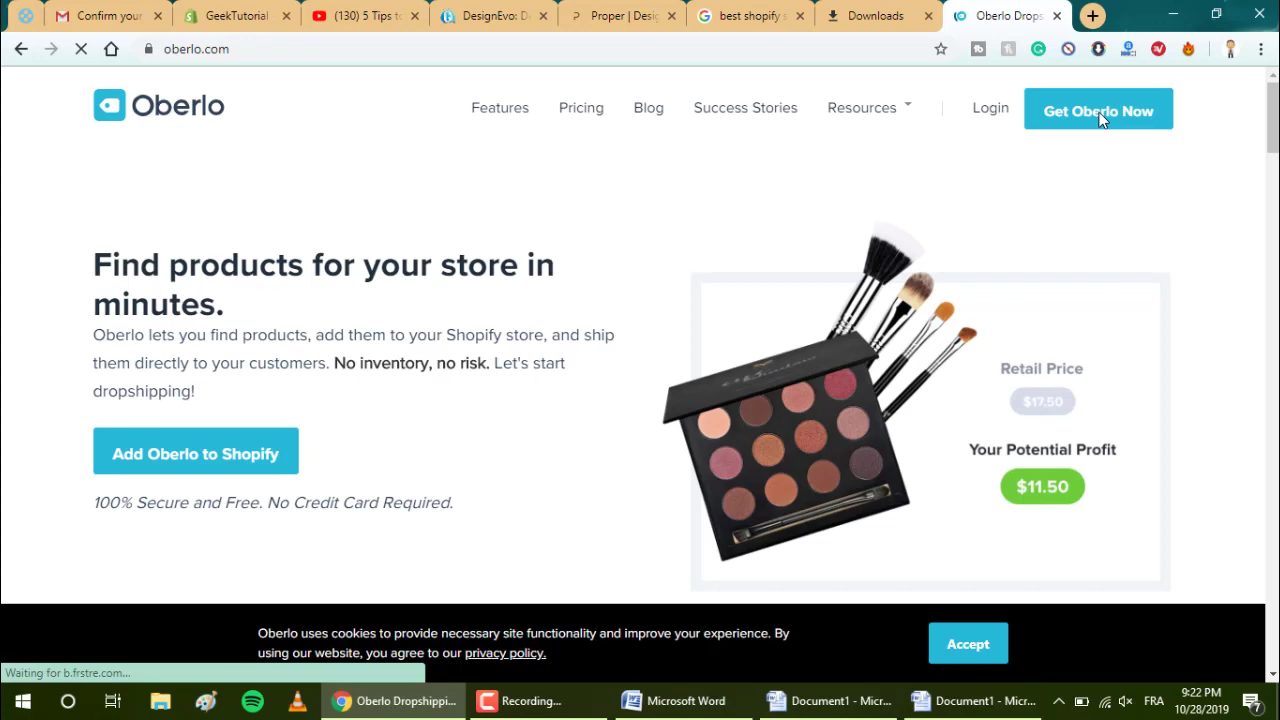 Confirm your
GeekTutorial
(130) 5 Tips to
DesignEvo: D
Proper | Desig
best shopify s
Downloads
Oberlo Drops
oberlo.com
Oberlo
Features
Pricing
Blog
Success Stories
Resources
Login
Get Oberlo Now
Find products for your store in
minutes.
Oberlo lets you find products, add them to your Shopify store, and ship
them directly to your customers. No inventory, no risk. Let's start
dropshipping!
Add Oberlo to Shopify
100% Secure and Free. No Credit Card Required.
Retail Price
$17.50
Your Potential Profit
$11.50
Oberlo uses cookies to provide necessary site functionality and improve your experience. By
using our website, you agree to our privacy policy.
Accept
Waiting for b.frstre.com...
Oberlo Dropshippi...
Recording...
Microsoft Word
Document1 - Micr...
Document1 - Micr...
FRA
9:22 PM
10/28/2019
7